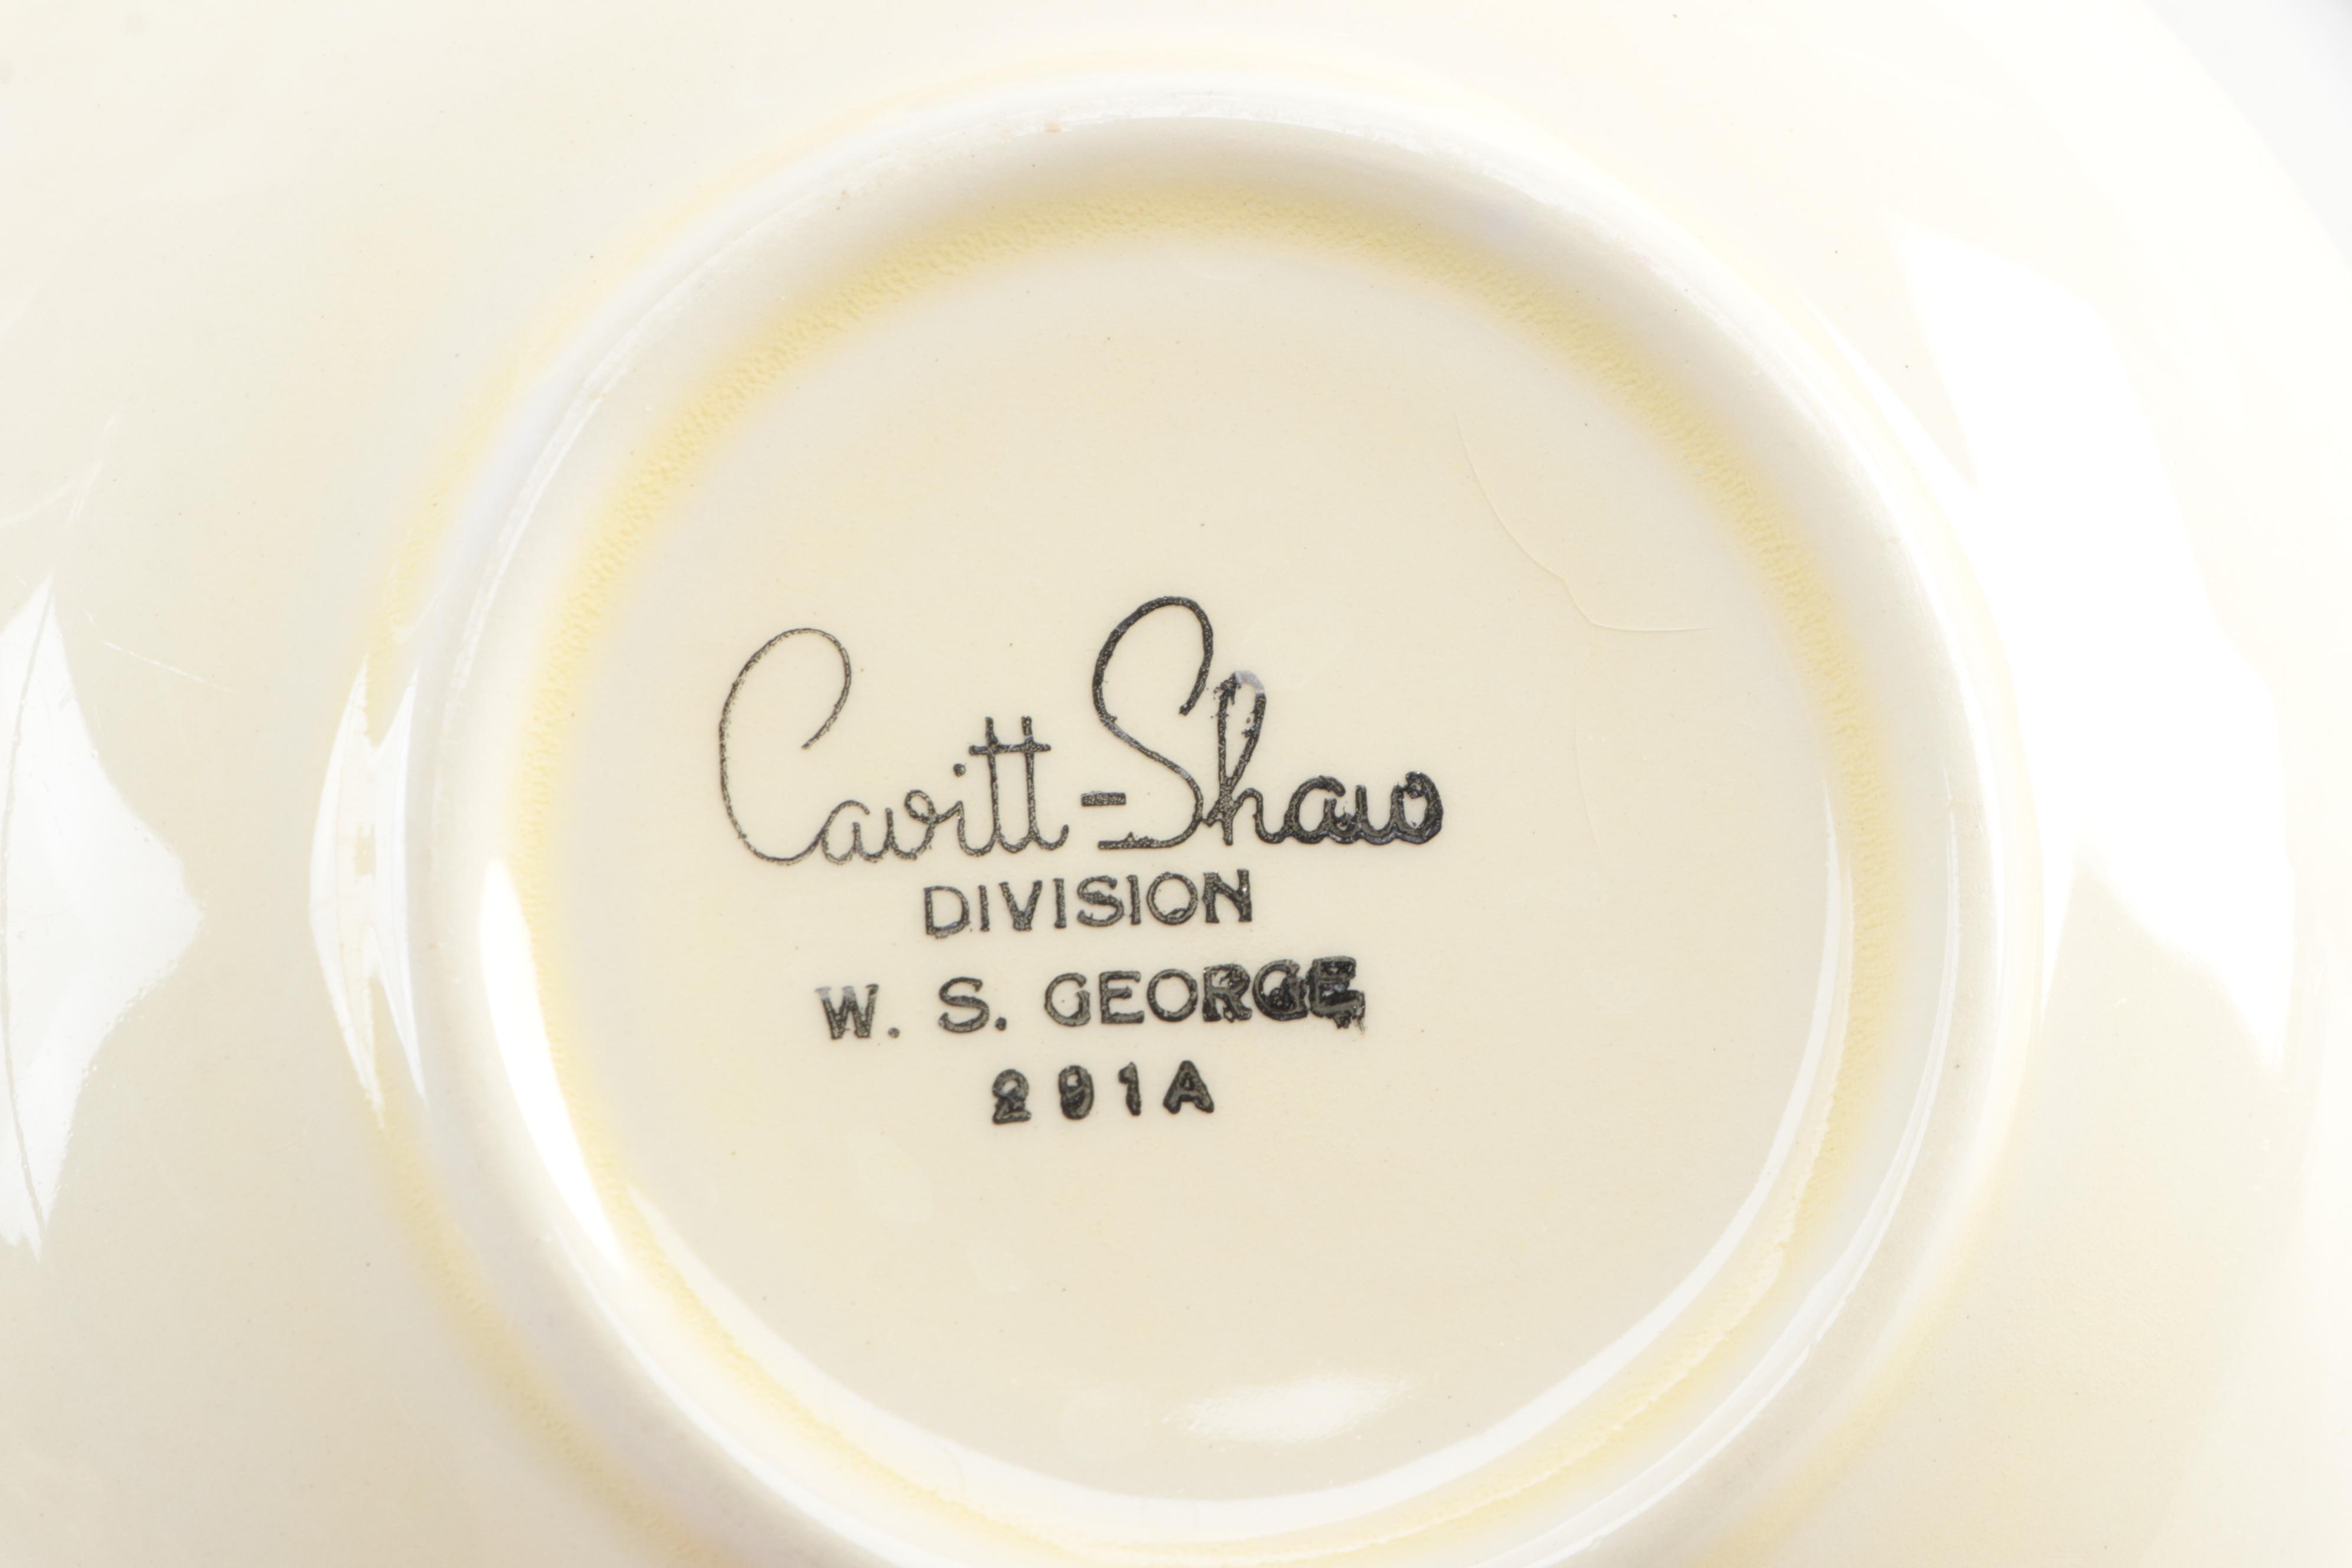 Cavitt-Shaw
DIVISION
W. S. GEORGE
291A